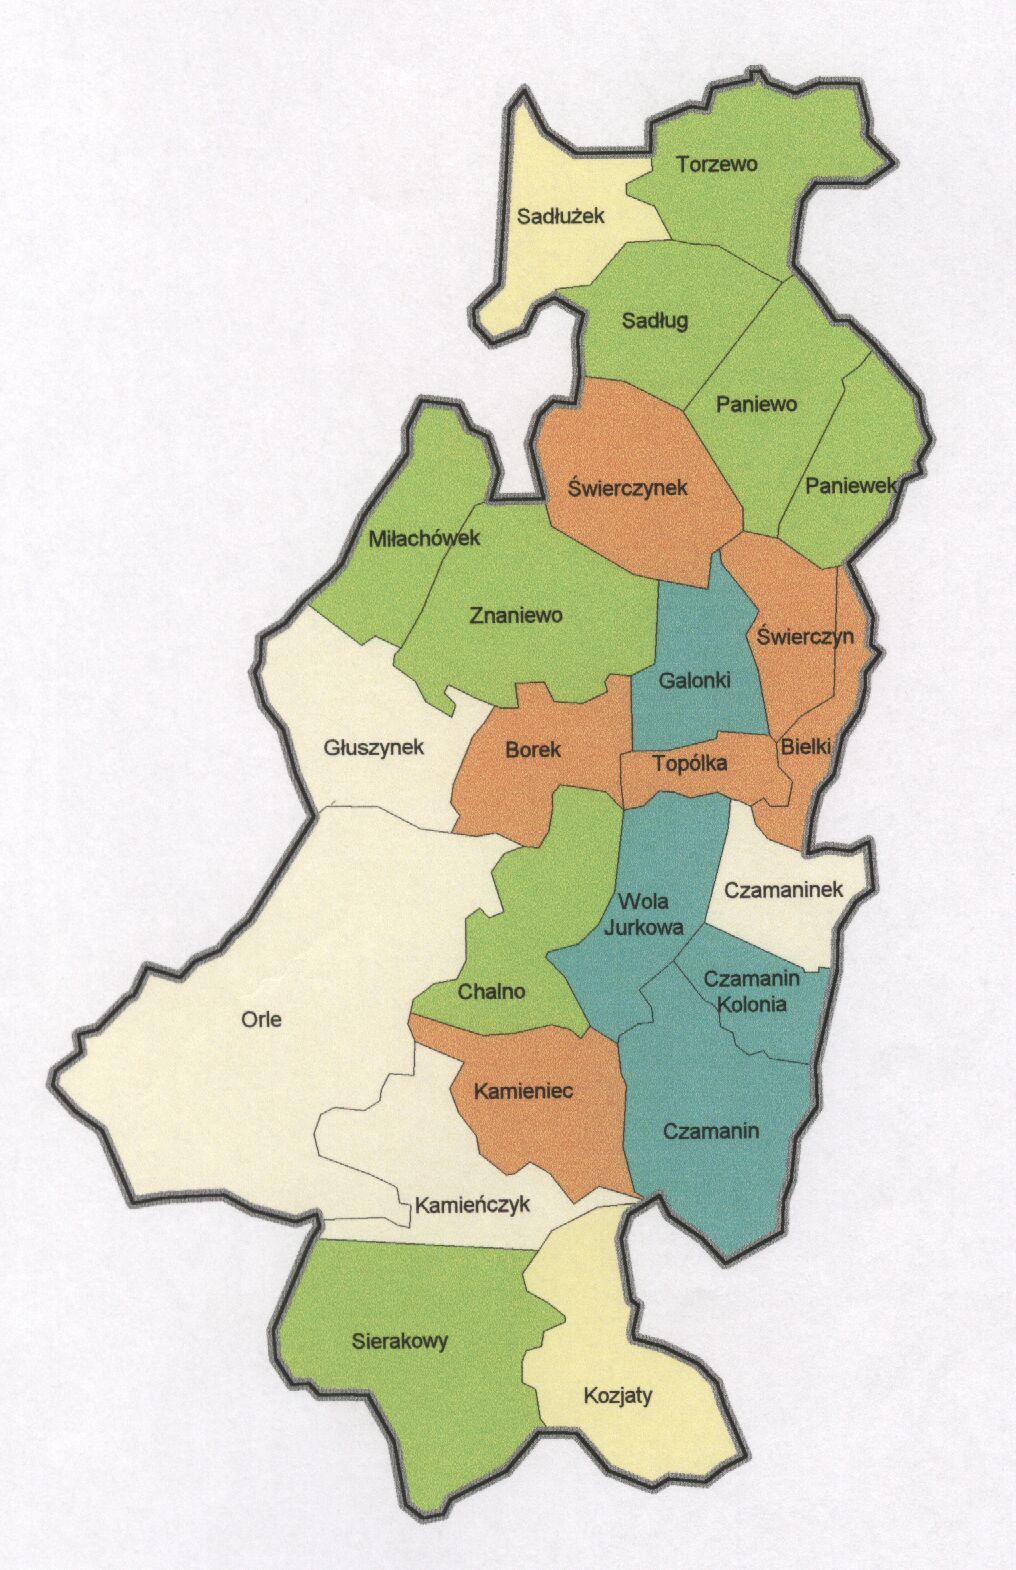 Torzewo
Sadłużek
Sadług
Paniewo
Paniewek
Świerczynek
Miłachówek
Znaniewo
Świerczyn
Galonki
Głuszynek
Borek
Topólka
Bielki
Czamaninek
Wola
Jurkowa
Czamanin
Kolonia
Chalno
Orle
Kamieniec
Czamanin
Kamieńczyk
Sierakowy
Kozjaty